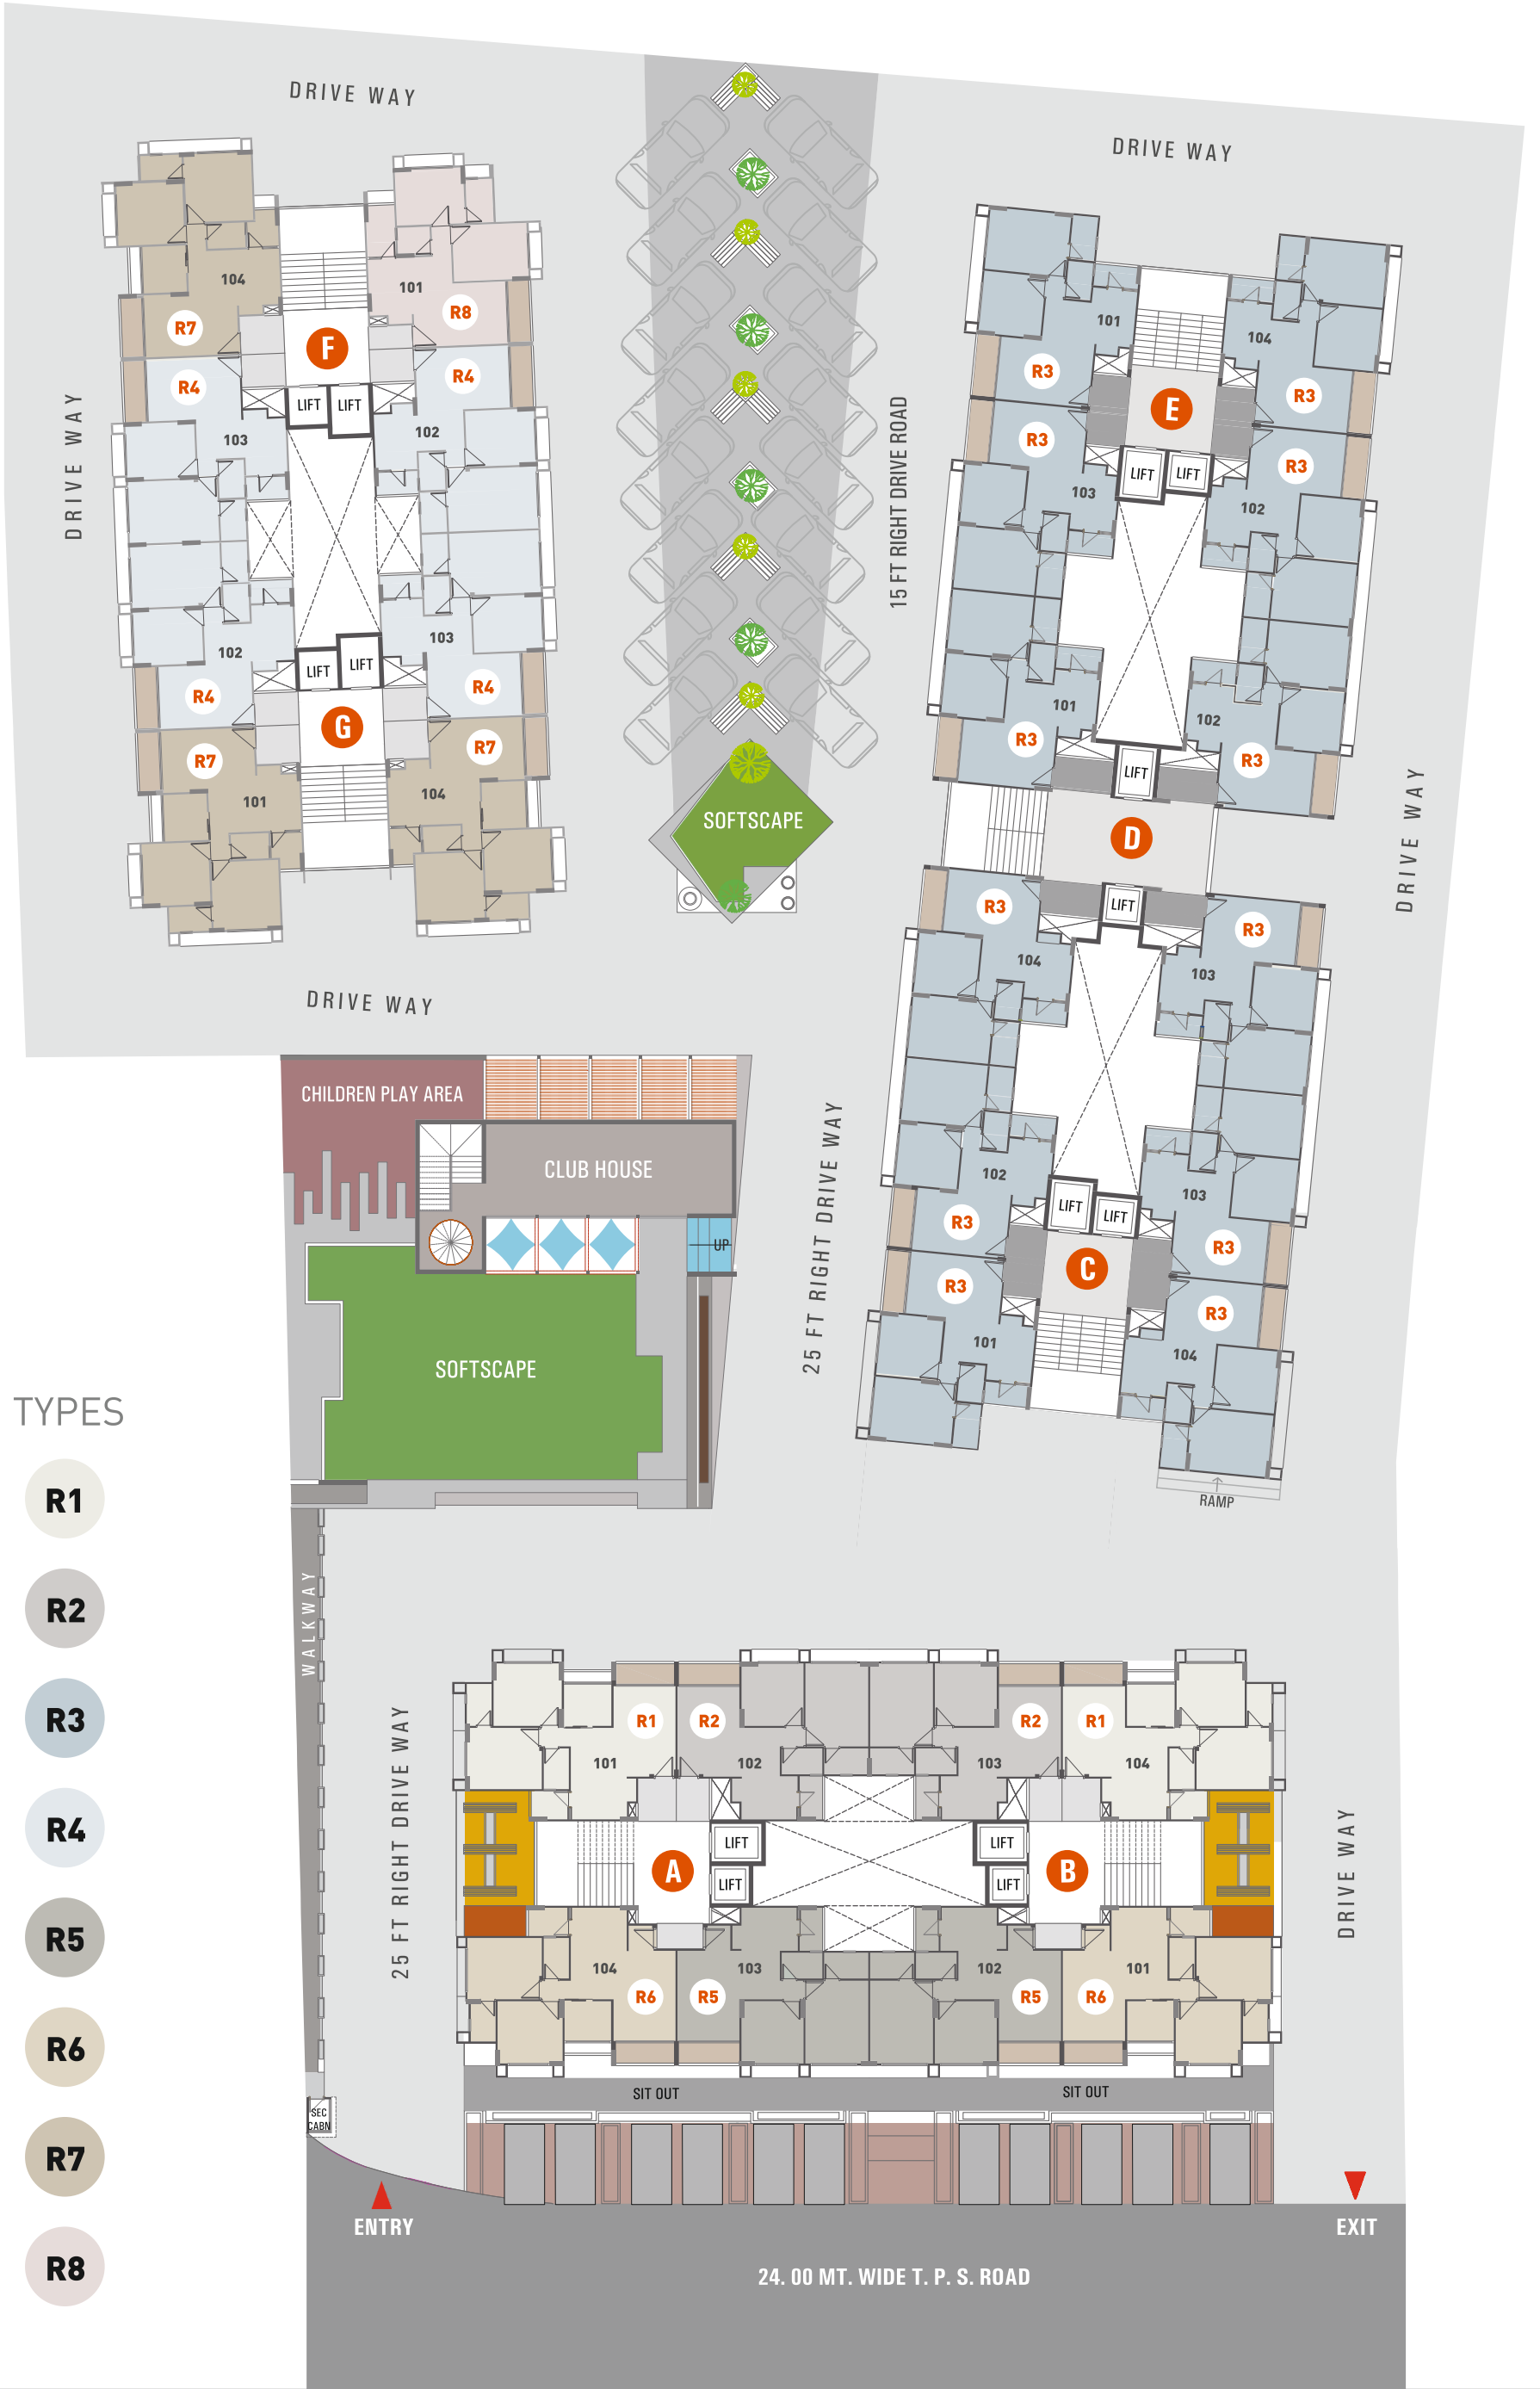 DRIVE WAY
DRIVE WAY
DRIVE WAY
15 FT RIGHT DRIVE ROAD
104
101
R7
R8
F
R4
R4
LIFT
LIFT
103
102
102
103
LIFT
LIFT
R4
R4
G
R7
R7
101
104
DRIVE WAY
101
104
R3
R3
E
R3
R3
LIFT
LIFT
103
102
101
102
R3
R3
LIFT
D
LIFT
R3
R3
104
103
DRIVE WAY
SOFTSCAPE
102
103
LIFT
LIFT
R3
R3
C
R3
R3
101
104
RAMP
25 FT RIGHT DRIVE WAY
CHILDREN PLAY AREA
CLUB HOUSE
UP
SOFTSCAPE
TYPES
R1
R2
R3
R4
R5
R6
R7
R8
WALKWAY
25 FT RIGHT DRIVE WAY
R1
R2
R2
R1
101
102
103
104
LIFT
LIFT
A
B
LIFT
LIFT
104
103
102
101
R6
R5
R5
R6
DRIVE WAY
SIT OUT
SIT OUT
SEC
CABN
ENTRY
EXIT
24. 00 MT. WIDE T. P. S. ROAD